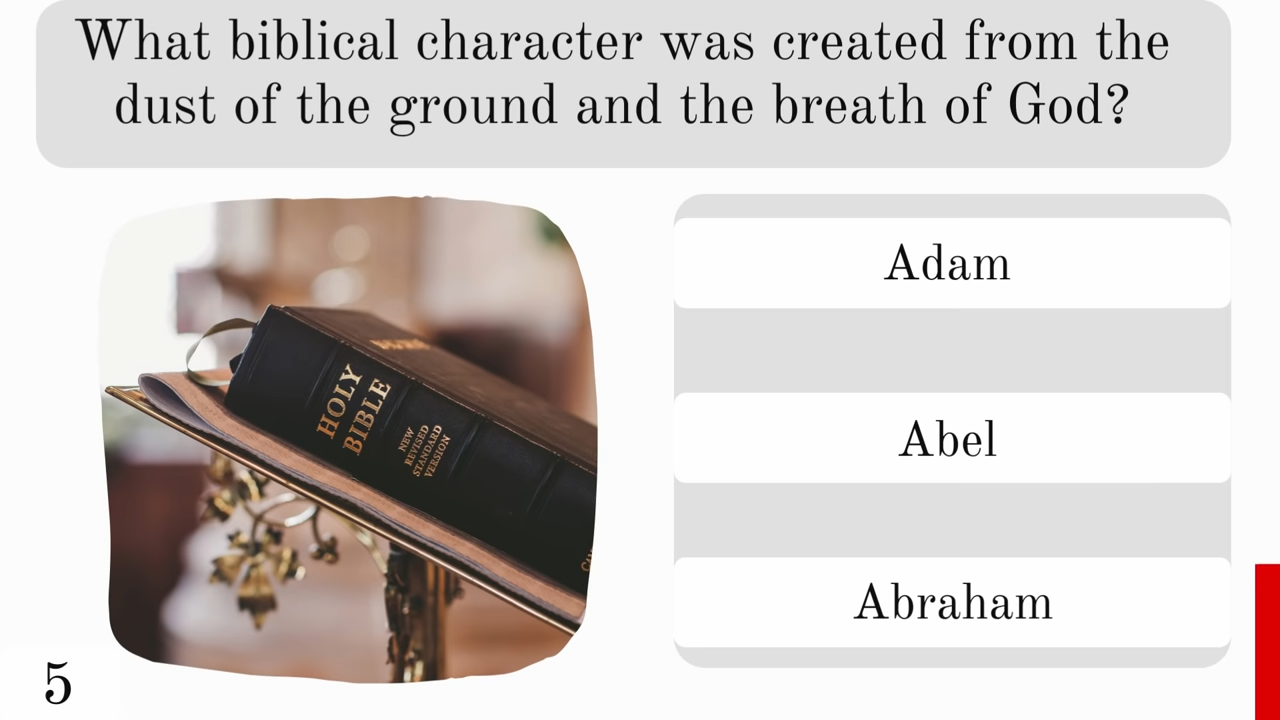 What biblical character was created from the
dust of the ground and the breath of God?
HOLY
BIBLE
NEW
REVISED
STANDARD
VERSION
Adam
Abel
Abraham
5